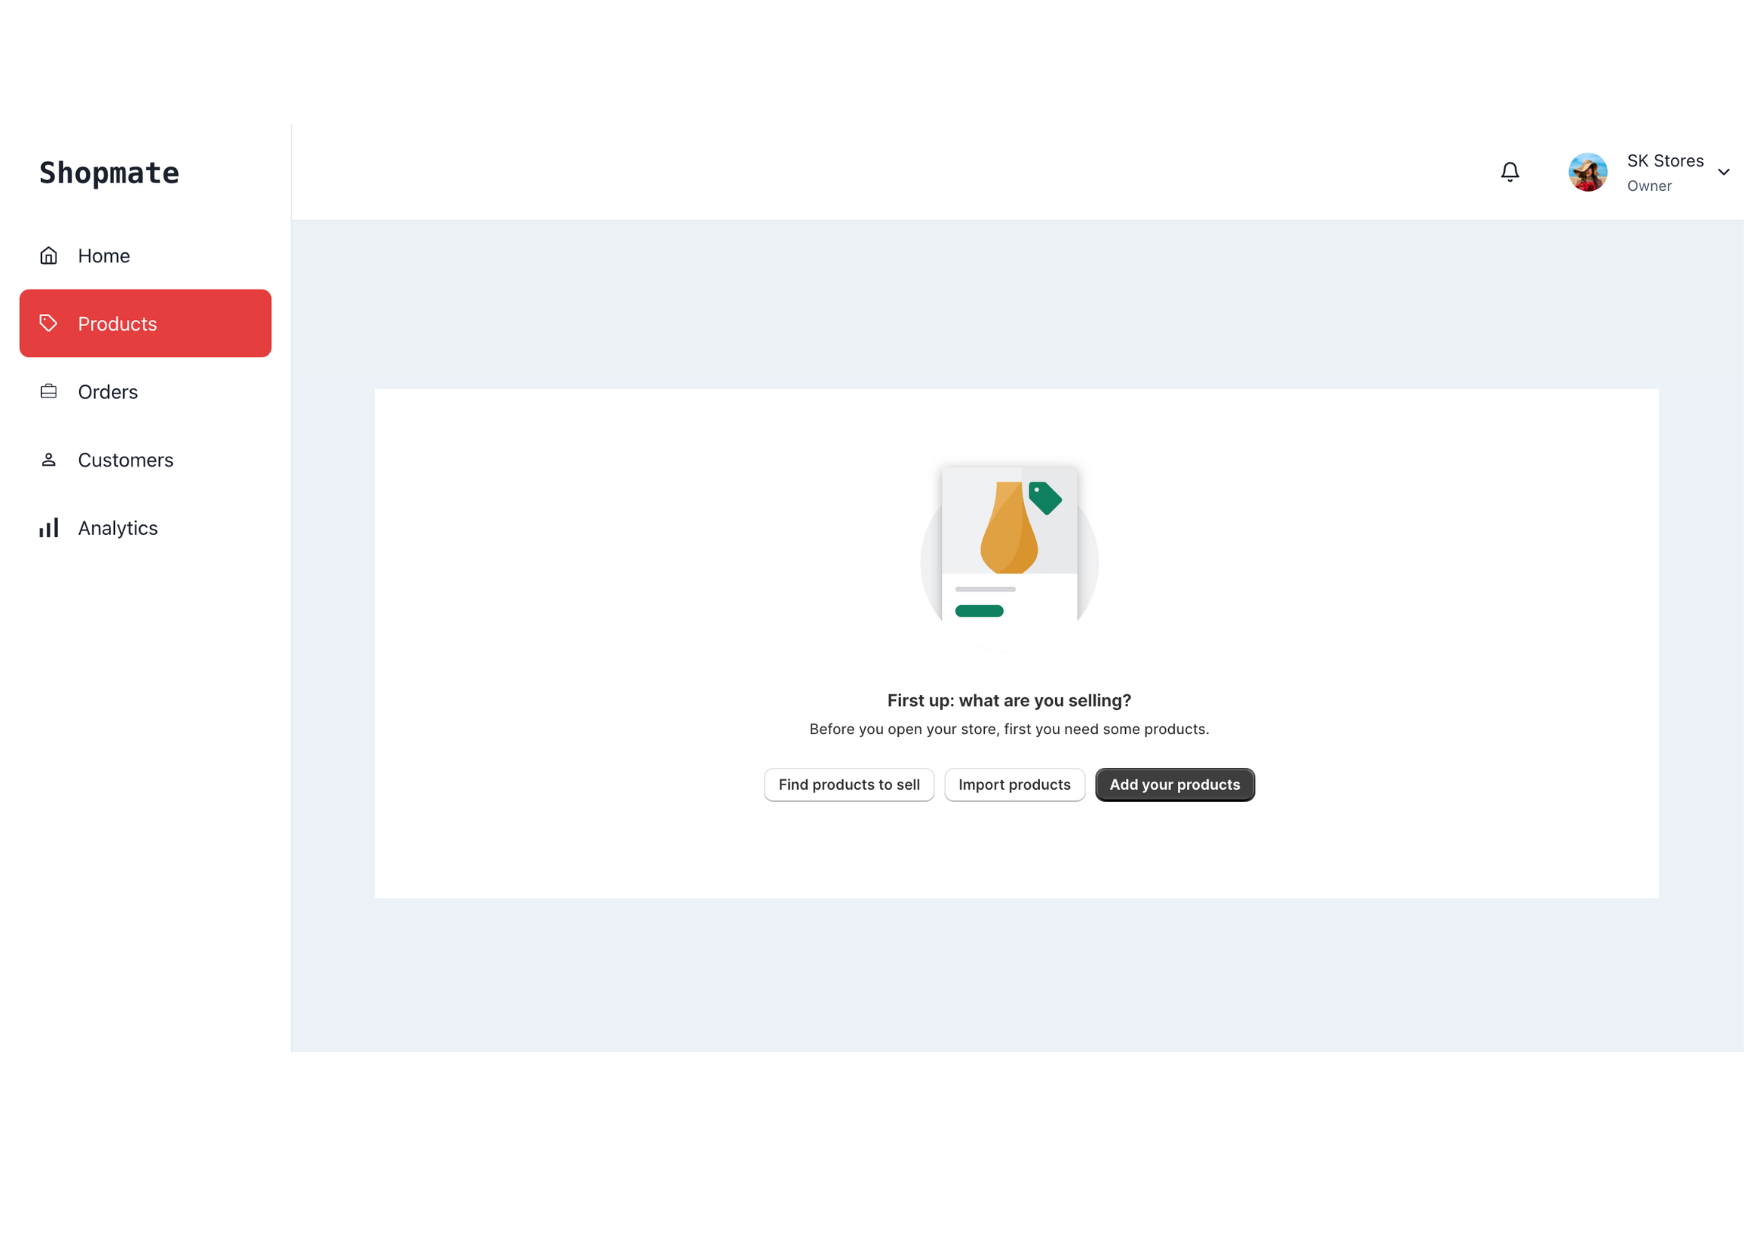 Shopmate
SK Stores
Owner
Home
Products
Orders
Customers
Analytics
First up: what are you selling?
Before you open your store, first you need some products.
Find products to sell
Import products
Add your products